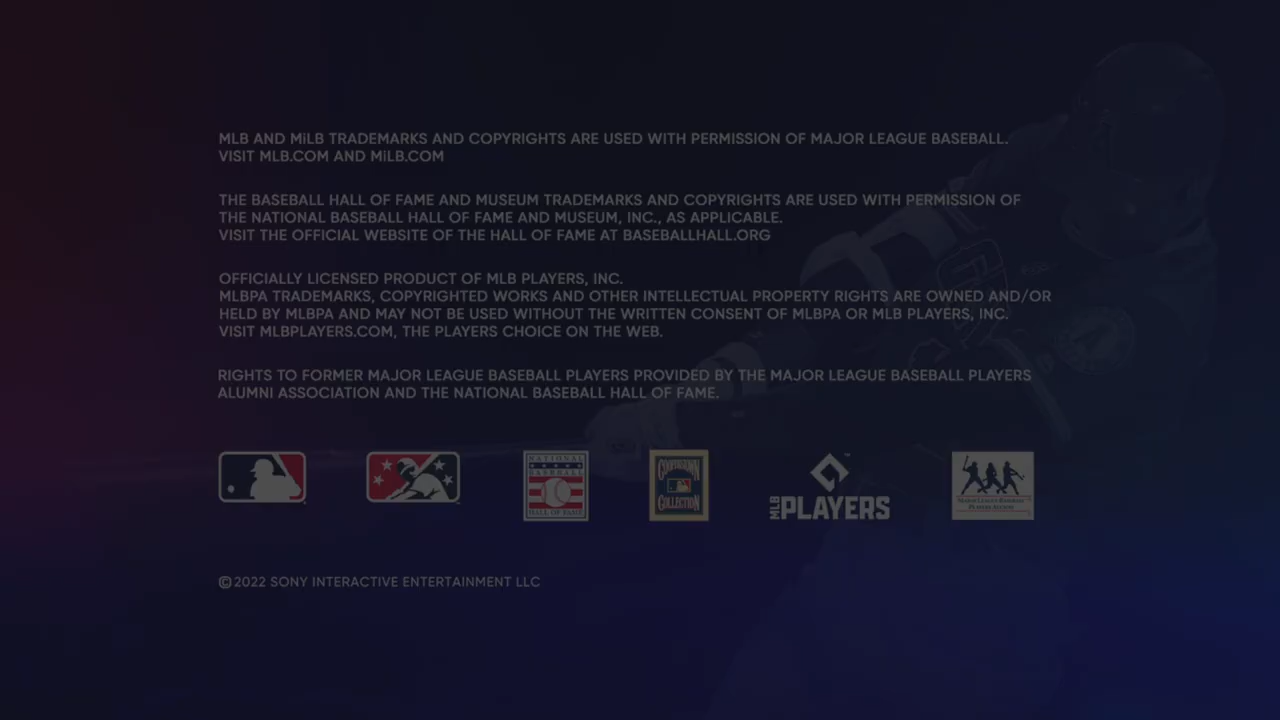 MLB AND MiLB TRADEMARKS AND COPYRIGHTS ARE USED WITH PERMISSION OF MAJOR LEAGUE BASEBALL.
VISIT MLB.COM AND MiLB.COM
THE BASEBALL HALL OF FAME AND MUSEUM TRADEMARKS AND COPYRIGHTS ARE USED WITH PERMISSION OF
THE NATIONAL BASEBALL HALL OF FAME AND MUSEUM, INC., AS APPLICABLE.
VISIT THE OFFICIAL WEBSITE OF THE HALL OF FAME AT BASEBALLHALL.ORG
OFFICIALLY LICENSED PRODUCT OF MLB PLAYERS, INC.
MLBPA TRADEMARKS, COPYRIGHTED WORKS AND OTHER INTELLECTUAL PROPERTY RIGHTS ARE OWNED AND/OR
HELD BY MLBPA AND MAY NOT BE USED WITHOUT THE WRITTEN CONSENT OF MLBPA OR MLB PLAYERS, INC.
VISIT MLBPLAYERS.COM, THE PLAYERS CHOICE ON THE WEB.
RIGHTS TO FORMER MAJOR LEAGUE BASEBALL PLAYERS PROVIDED BY THE MAJOR LEAGUE BASEBALL PLAYERS
ALUMNI ASSOCIATION AND THE NATIONAL BASEBALL HALL OF FAME.
NATIONAL
BASEBALL
HALL OF FAME
COOPERSTOWN
COLLECTION
MLB PLAYERS
MAJOR LEAGUE BASEBALL
PLAYERS ALUMNI
©2022 SONY INTERACTIVE ENTERTAINMENT LLC